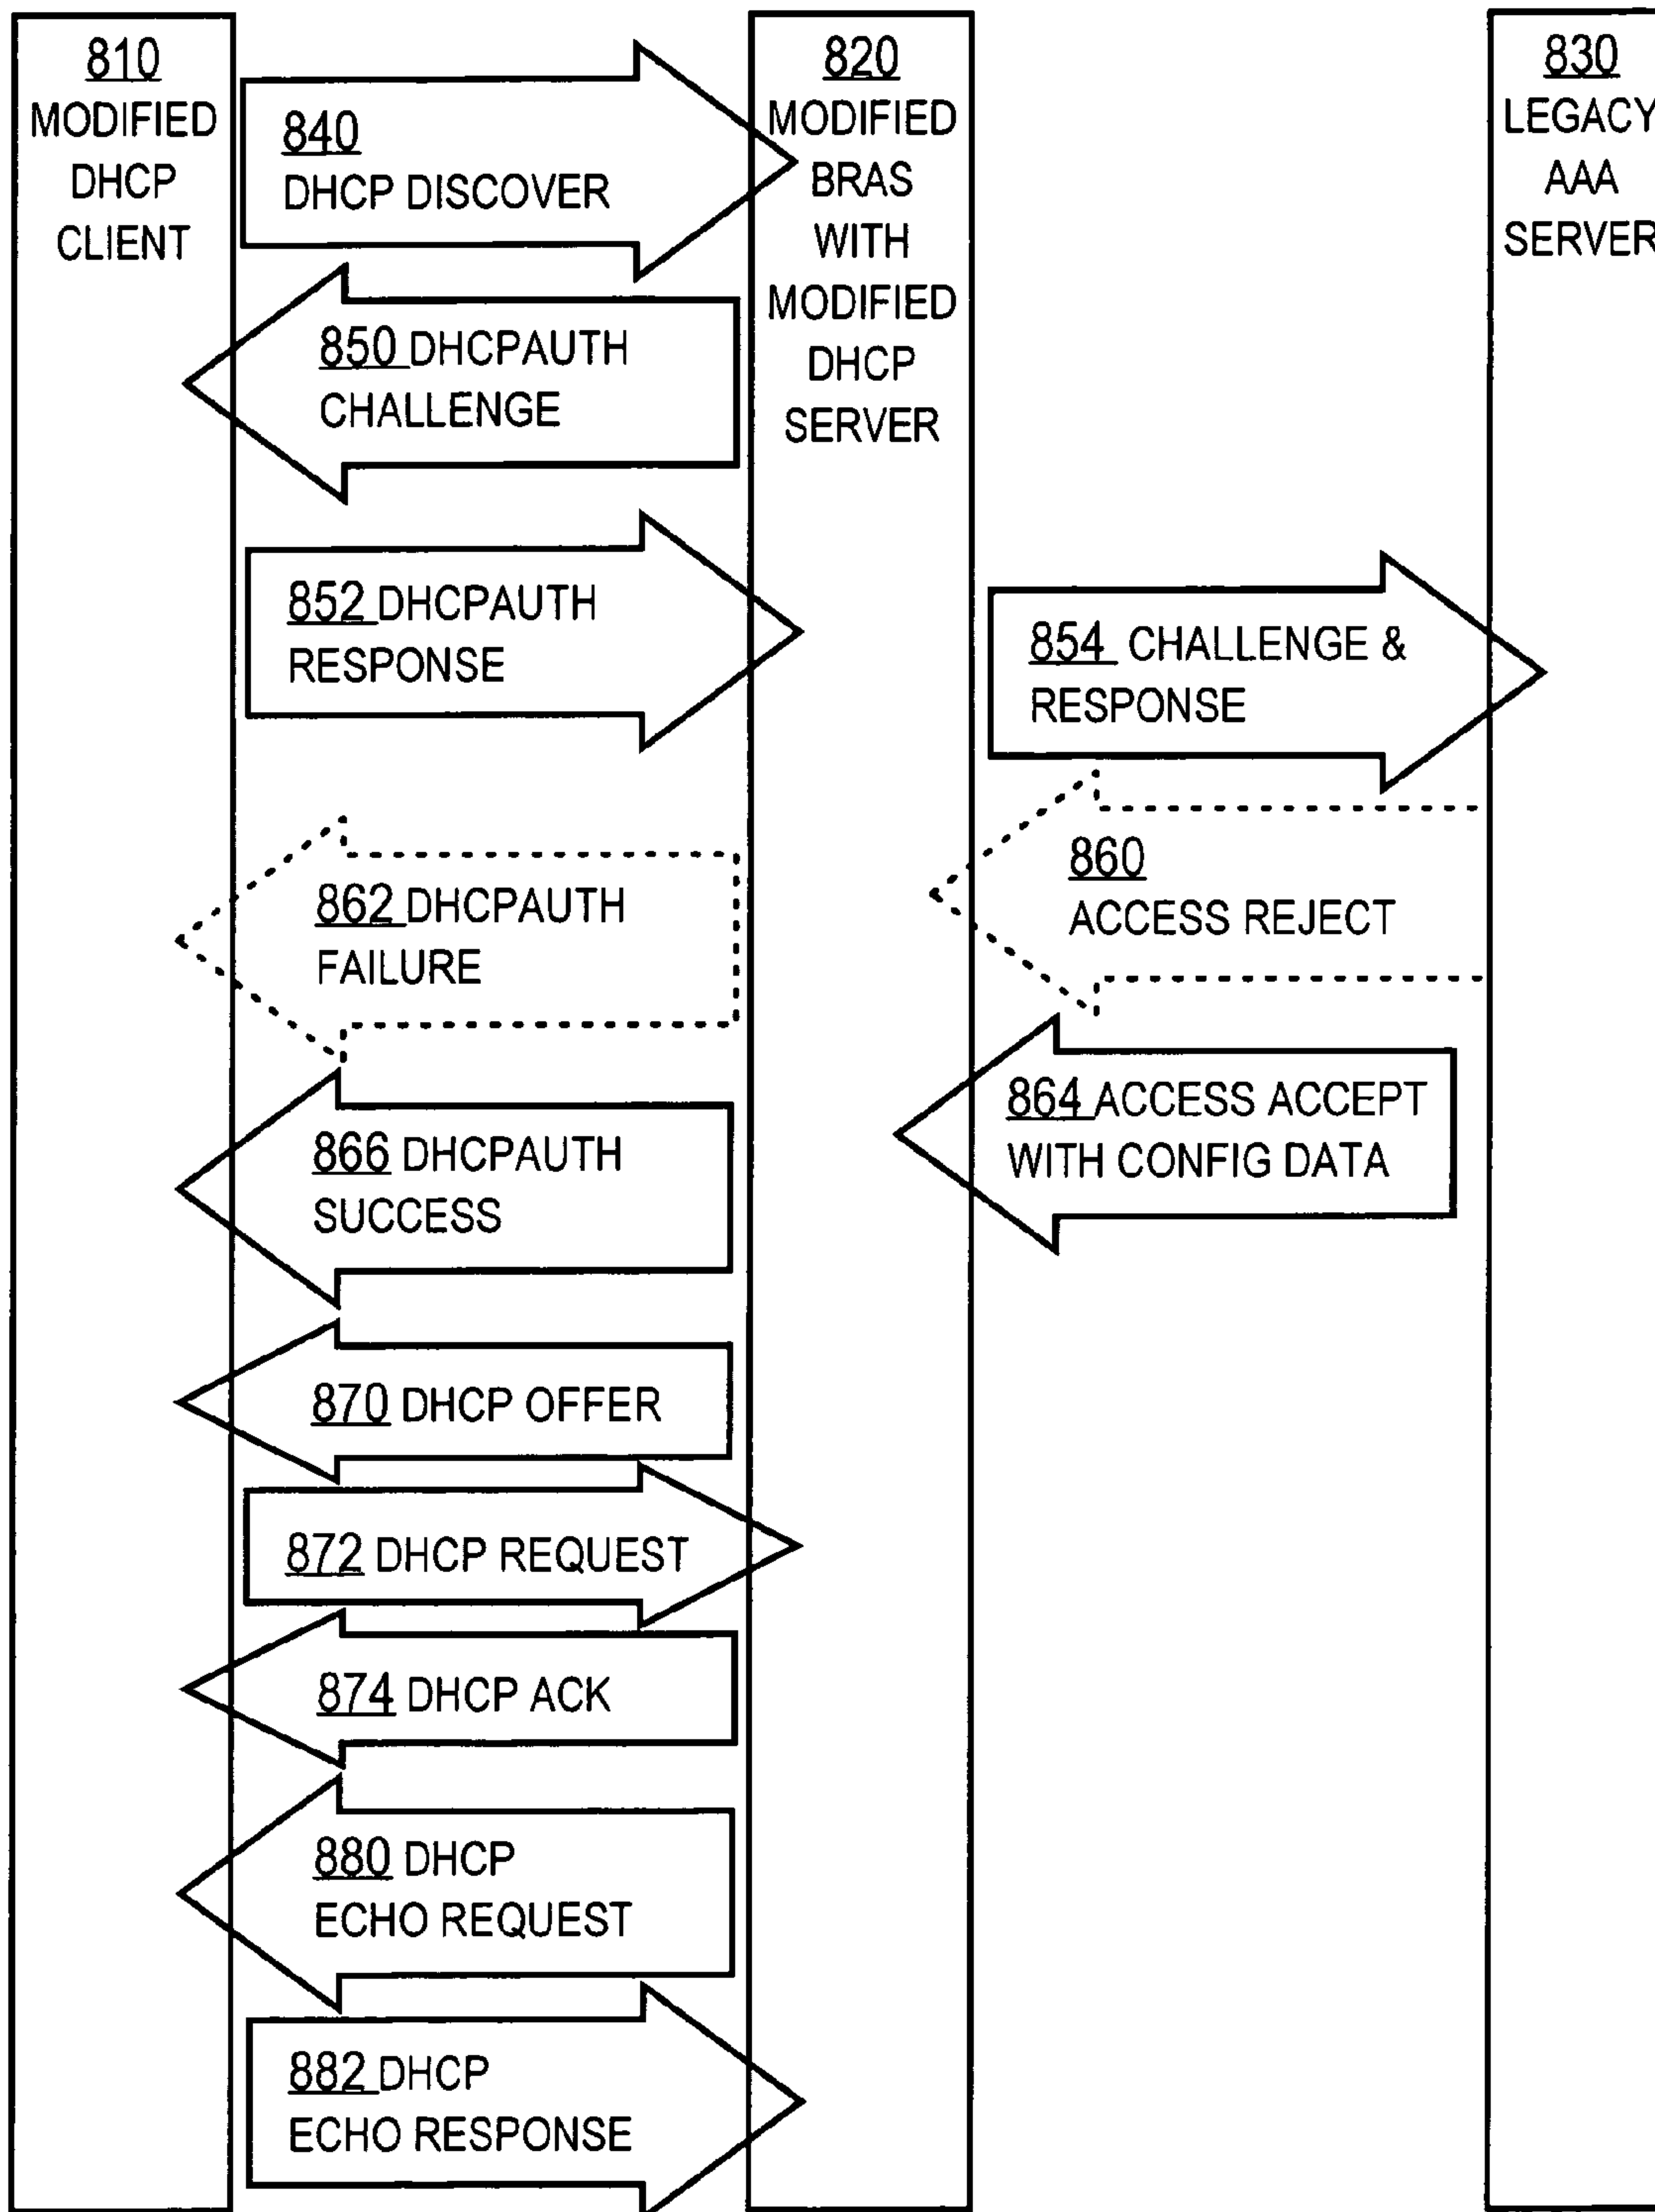 810
MODIFIED
DHCP
CLIENT
820
MODIFIED
BRAS
WITH
MODIFIED
DHCP
SERVER
830
LEGACY
AAA
SERVER
840
DHCP DISCOVER
850 DHCPAUTH
CHALLENGE
852 DHCPAUTH
RESPONSE
854 CHALLENGE &
RESPONSE
860
ACCESS REJECT
862 DHCPAUTH
FAILURE
864 ACCESS ACCEPT
WITH CONFIG DATA
866 DHCPAUTH
SUCCESS
870 DHCP OFFER
872 DHCP REQUEST
874 DHCP ACK
880 DHCP
ECHO REQUEST
882 DHCP
ECHO RESPONSE